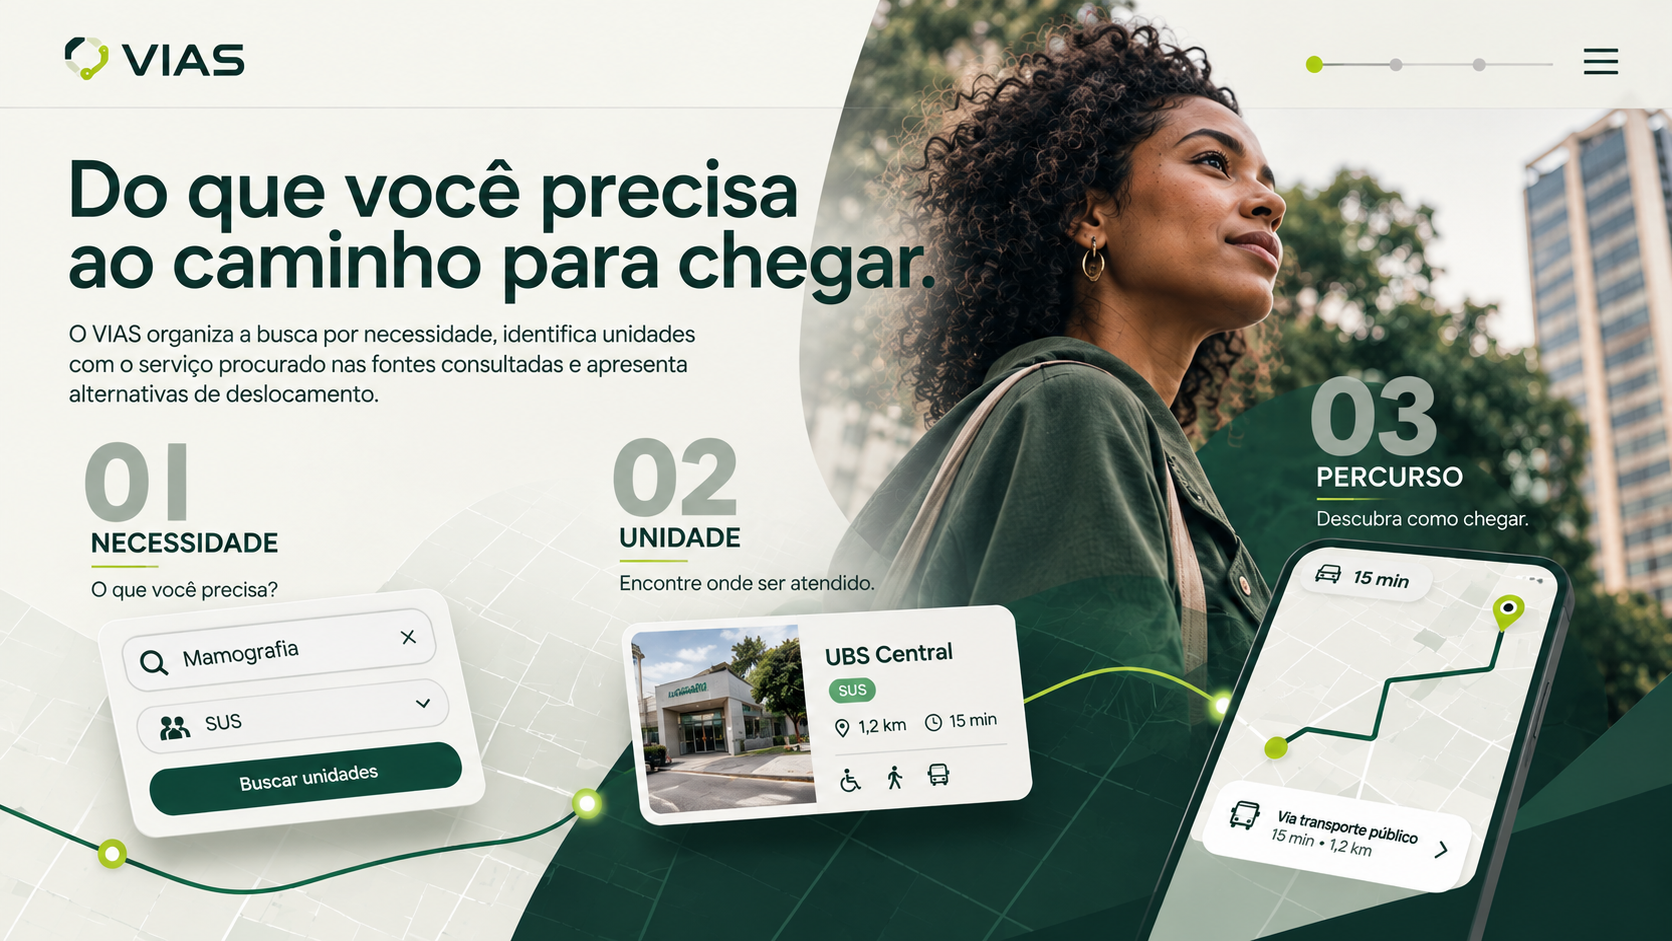 VIAS
Do que você precisa
ao caminho para chegar.
O VIAS organiza a busca por necessidade, identifica unidades
com o serviço procurado nas fontes consultadas e apresenta
alternativas de deslocamento.
01
NECESSIDADE
O que você precisa?
Mamografia
SUS
Buscar unidades
02
UNIDADE
Encontre onde ser atendido.
UBS Central
SUS
1,2 km 15 min
03
PERCURSO
Descubra como chegar.
15 min
Via transporte público
15 min • 1,2 km